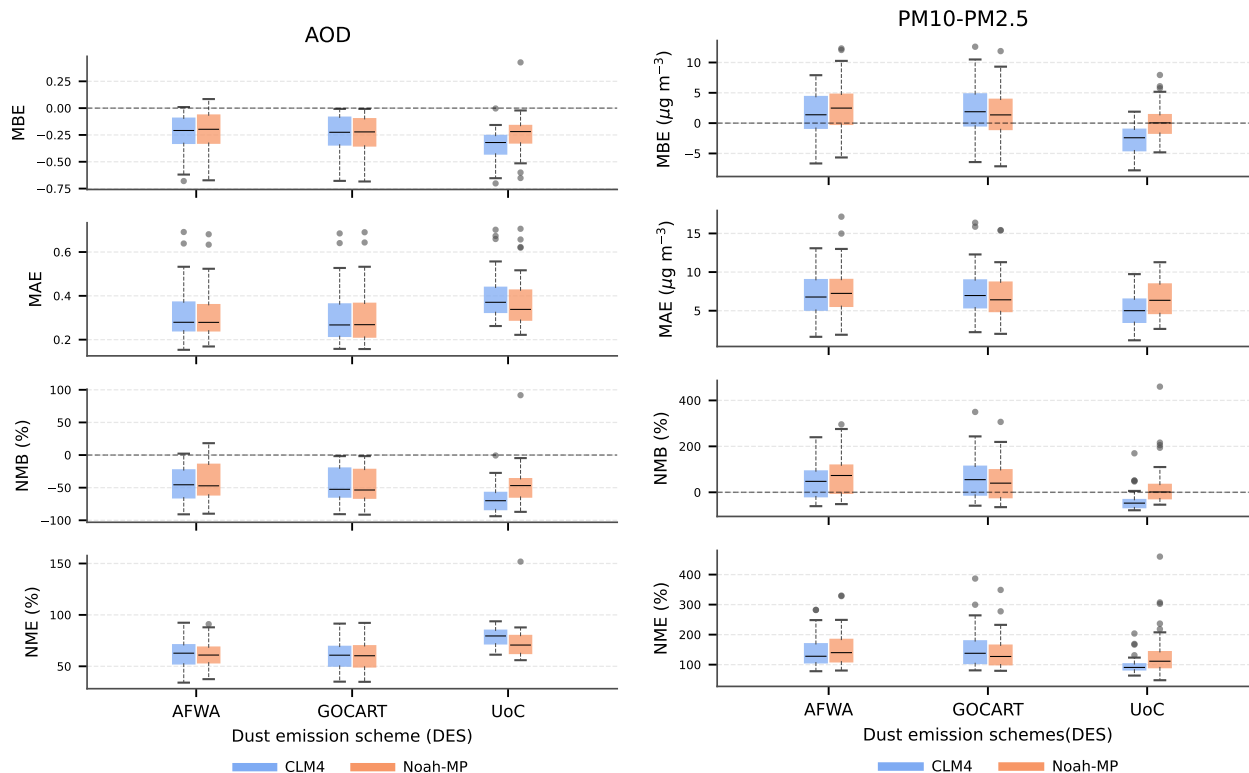 AOD
MBE
0.25
0.00
−0.25
−0.50
−0.75
MAE
0.6
0.4
0.2
NMB (%)
100
50
0
−50
−100
NME (%)
150
100
50
AFWA GOCART UoC
Dust emission scheme (DES)
CLM4 Noah-MP
PM10-PM2.5
MBE (μg m⁻³)
10
5
0
−5
MAE (μg m⁻³)
15
10
5
NMB (%)
400
200
0
NME (%)
400
300
200
100
AFWA GOCART UoC
Dust emission schemes(DES)
CLM4 Noah-MP